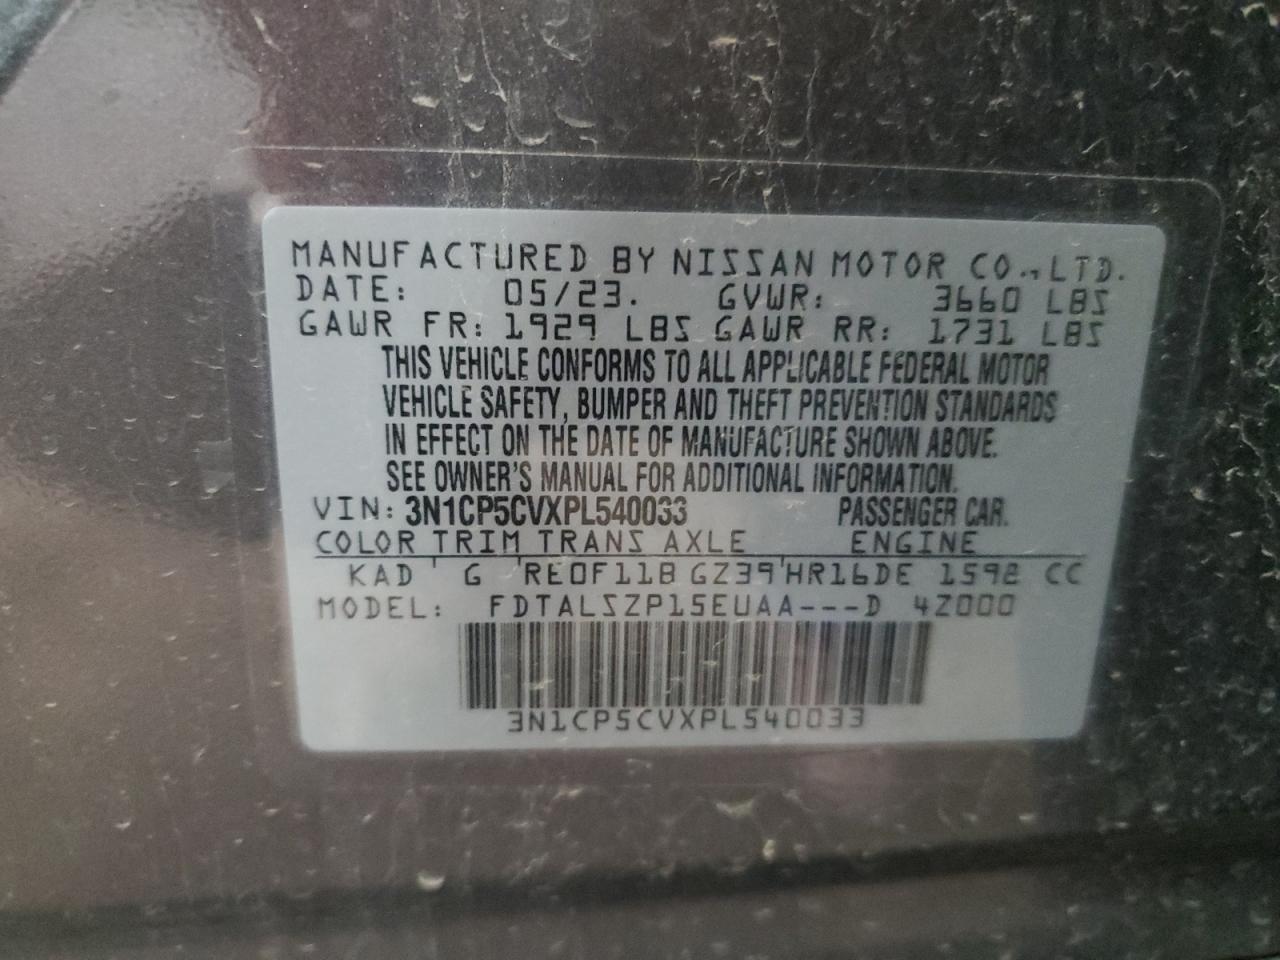 MANUFACTURED BY NISSAN MOTOR CO.,LTD.
DATE: 05/23. GVWR: 3660 LBS
GAWR FR: 1929 LBS GAWR RR: 1731 LBS
THIS VEHICLE CONFORMS TO ALL APPLICABLE FEDERAL MOTOR
VEHICLE SAFETY, BUMPER AND THEFT PREVENTION STANDARDS
IN EFFECT ON THE DATE OF MANUFACTURE SHOWN ABOVE.
SEE OWNER'S MANUAL FOR ADDITIONAL INFORMATION.
VIN: 3N1CP5CVXPL540033 PASSENGER CAR.
COLOR TRIM TRANS AXLE ENGINE
KAD G RE0F11B GZ39 HR16DE 1598 CC
MODEL: FDTALSZP15EUAA---D 4Z000
3N1CP5CVXPL540033